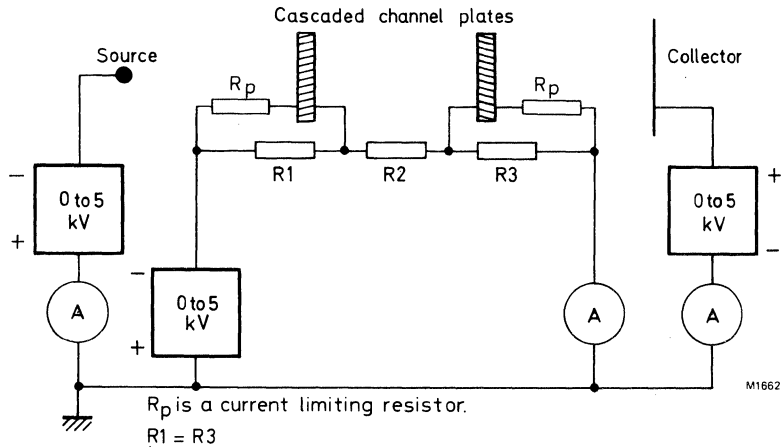 Cascaded channel plates
Source
Collector
Rp
Rp
R1
R2
R3
−
0 to 5
kV
+
−
0 to 5
kV
+
+
0 to 5
kV
−
A
A
A
M1662
Rp is a current limiting resistor.
R1 = R3